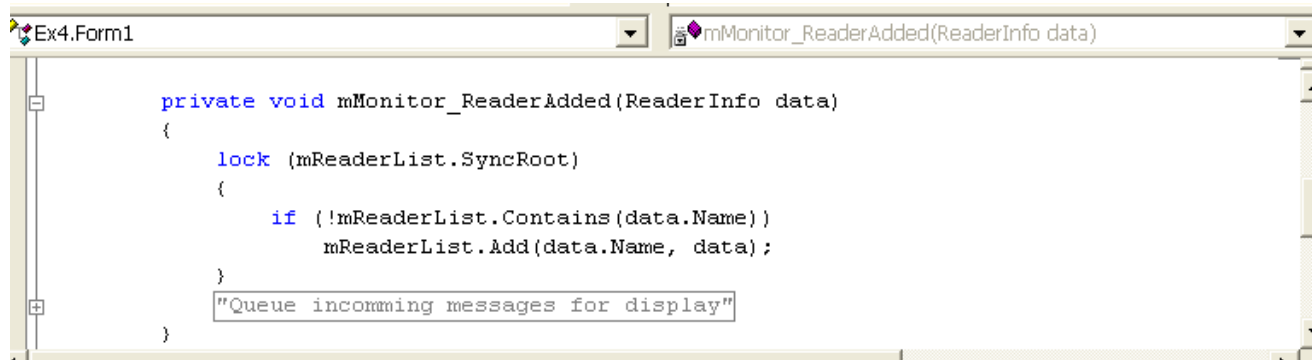 Ex4.Form1
mMonitor_ReaderAdded(ReaderInfo data)
private void mMonitor_ReaderAdded(ReaderInfo data)
{
lock (mReaderList.SyncRoot)
{
if (!mReaderList.Contains(data.Name))
mReaderList.Add(data.Name, data);
}
"Queue incomming messages for display"
}